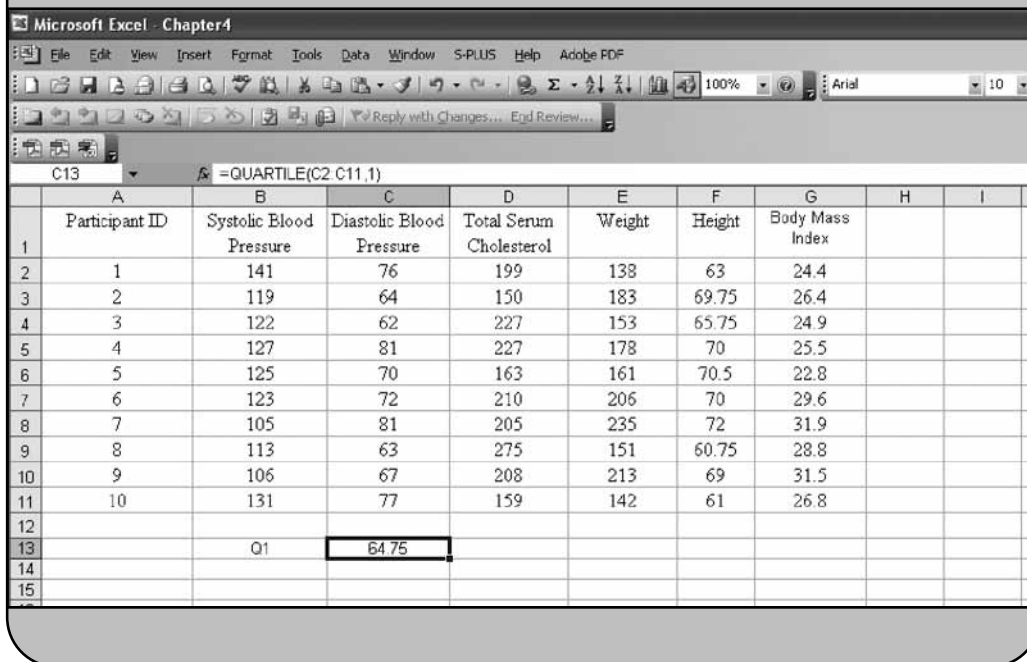 Microsoft Excel - Chapter4
File Edit View Insert Format Tools Data Window S-PLUS Help Adobe PDF
100% Arial 10
Reply with Changes... End Review...
C13 fx =QUARTILE(C2:C11,1)
A B C D E F G H I
1 Participant ID Systolic Blood Pressure Diastolic Blood Pressure Total Serum Cholesterol Weight Height Body Mass Index
2 1 141 76 199 138 63 24.4
3 2 119 64 150 183 69.75 26.4
4 3 122 62 227 153 65.75 24.9
5 4 127 81 227 178 70 25.5
6 5 125 70 163 161 70.5 22.8
7 6 123 72 210 206 70 29.6
8 7 105 81 205 235 72 31.9
9 8 113 63 275 151 60.75 28.8
10 9 106 67 208 213 69 31.5
11 10 131 77 159 142 61 26.8
12
13 Q1 64.75
14
15